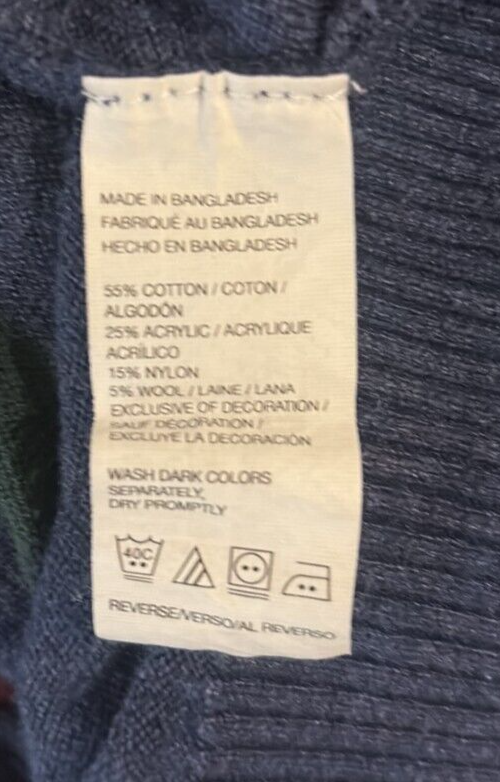 MADE IN BANGLADESH
FABRIQUÉ AU BANGLADESH
HECHO EN BANGLADESH
55% COTTON / COTON /
ALGODÓN
25% ACRYLIC / ACRYLIQUE
ACRÍLICO
15% NYLON
5% WOOL / LAINE / LANA
EXCLUSIVE OF DECORATION /
SAUF DÉCORATION /
EXCLUYE LA DECORACIÓN
WASH DARK COLORS
SEPARATELY,
DRY PROMPTLY
40C
REVERSE/VERSO/AL REVERSO